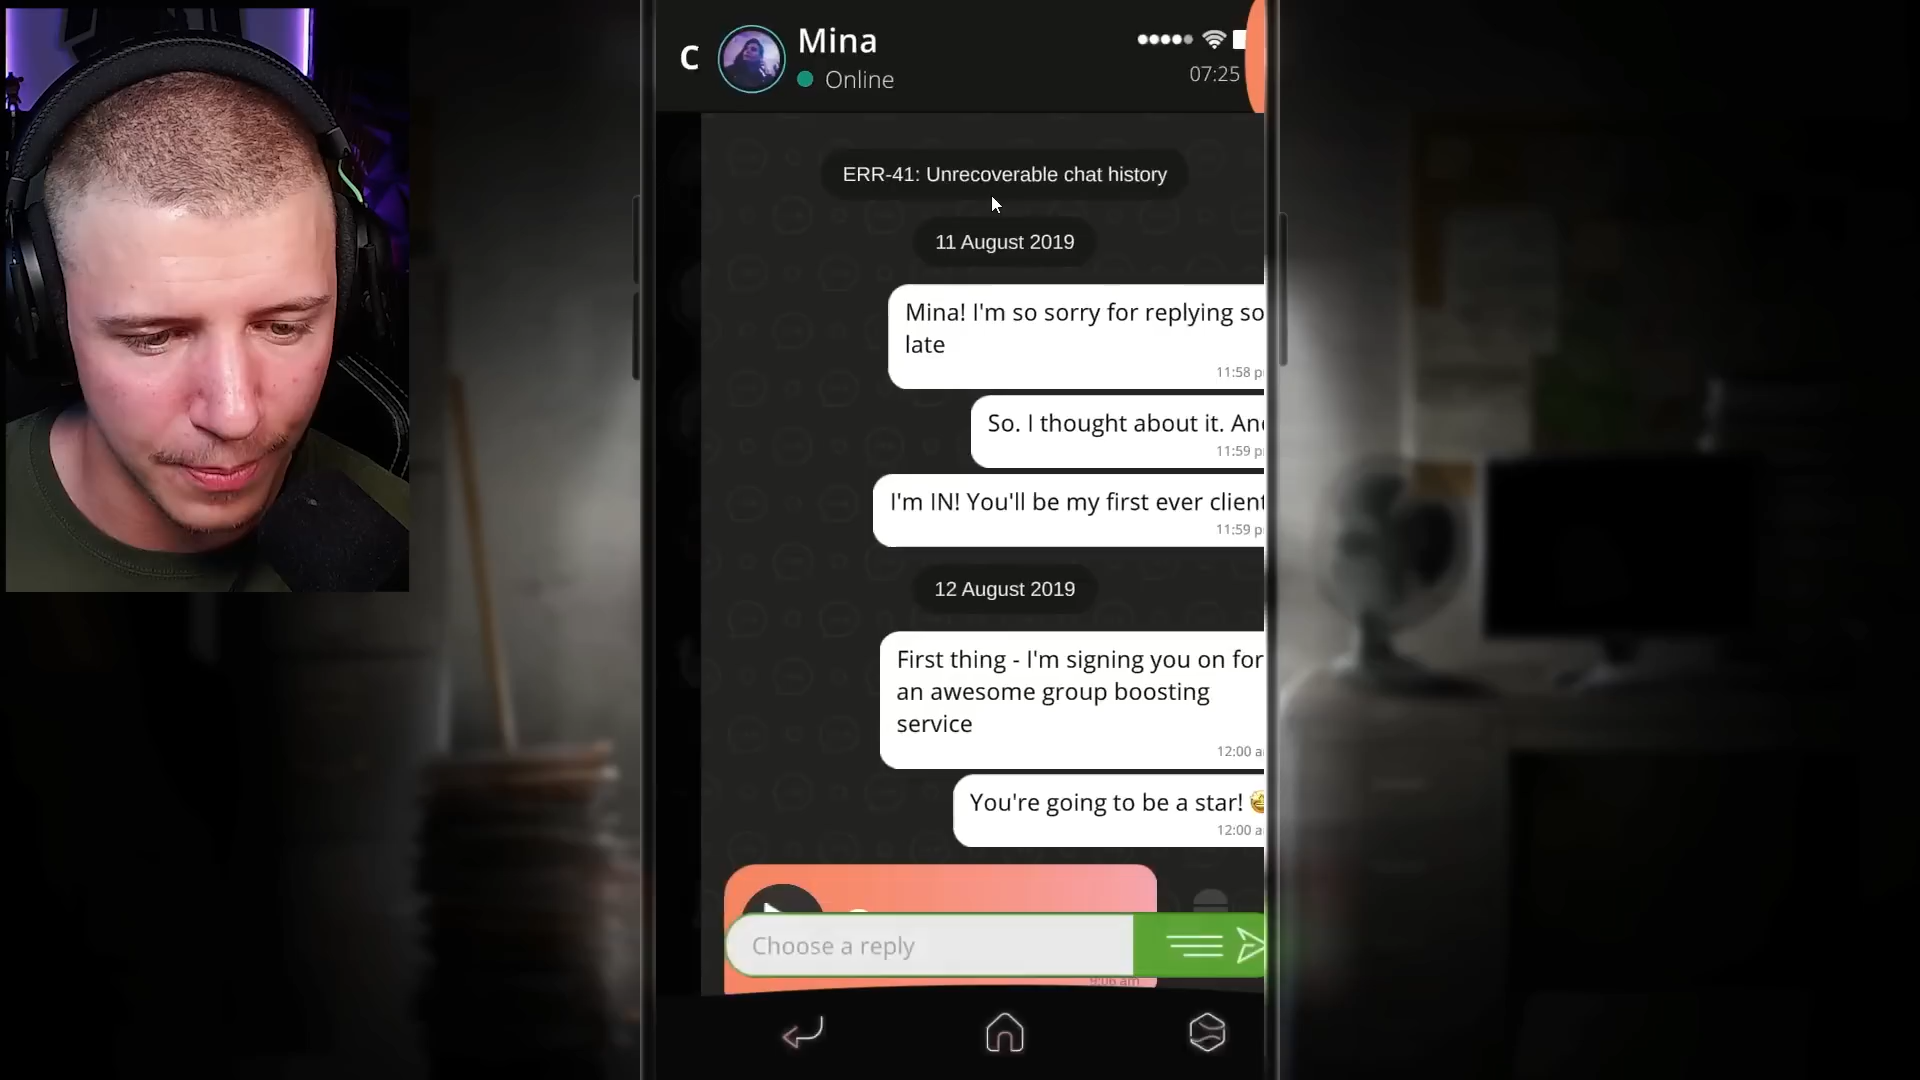 C
Mina
Online
07:25
ERR-41: Unrecoverable chat history
11 August 2019
Mina! I'm so sorry for replying so
late
11:58 p
So. I thought about it.
11:59 p
I'm IN! You'll be my first ever client
11:59 p
12 August 2019
First thing - I'm signing you on for
an awesome group boosting
service
12:00 a
You're going to be a star! 🤩
12:00 a
Choose a reply
9:06 am